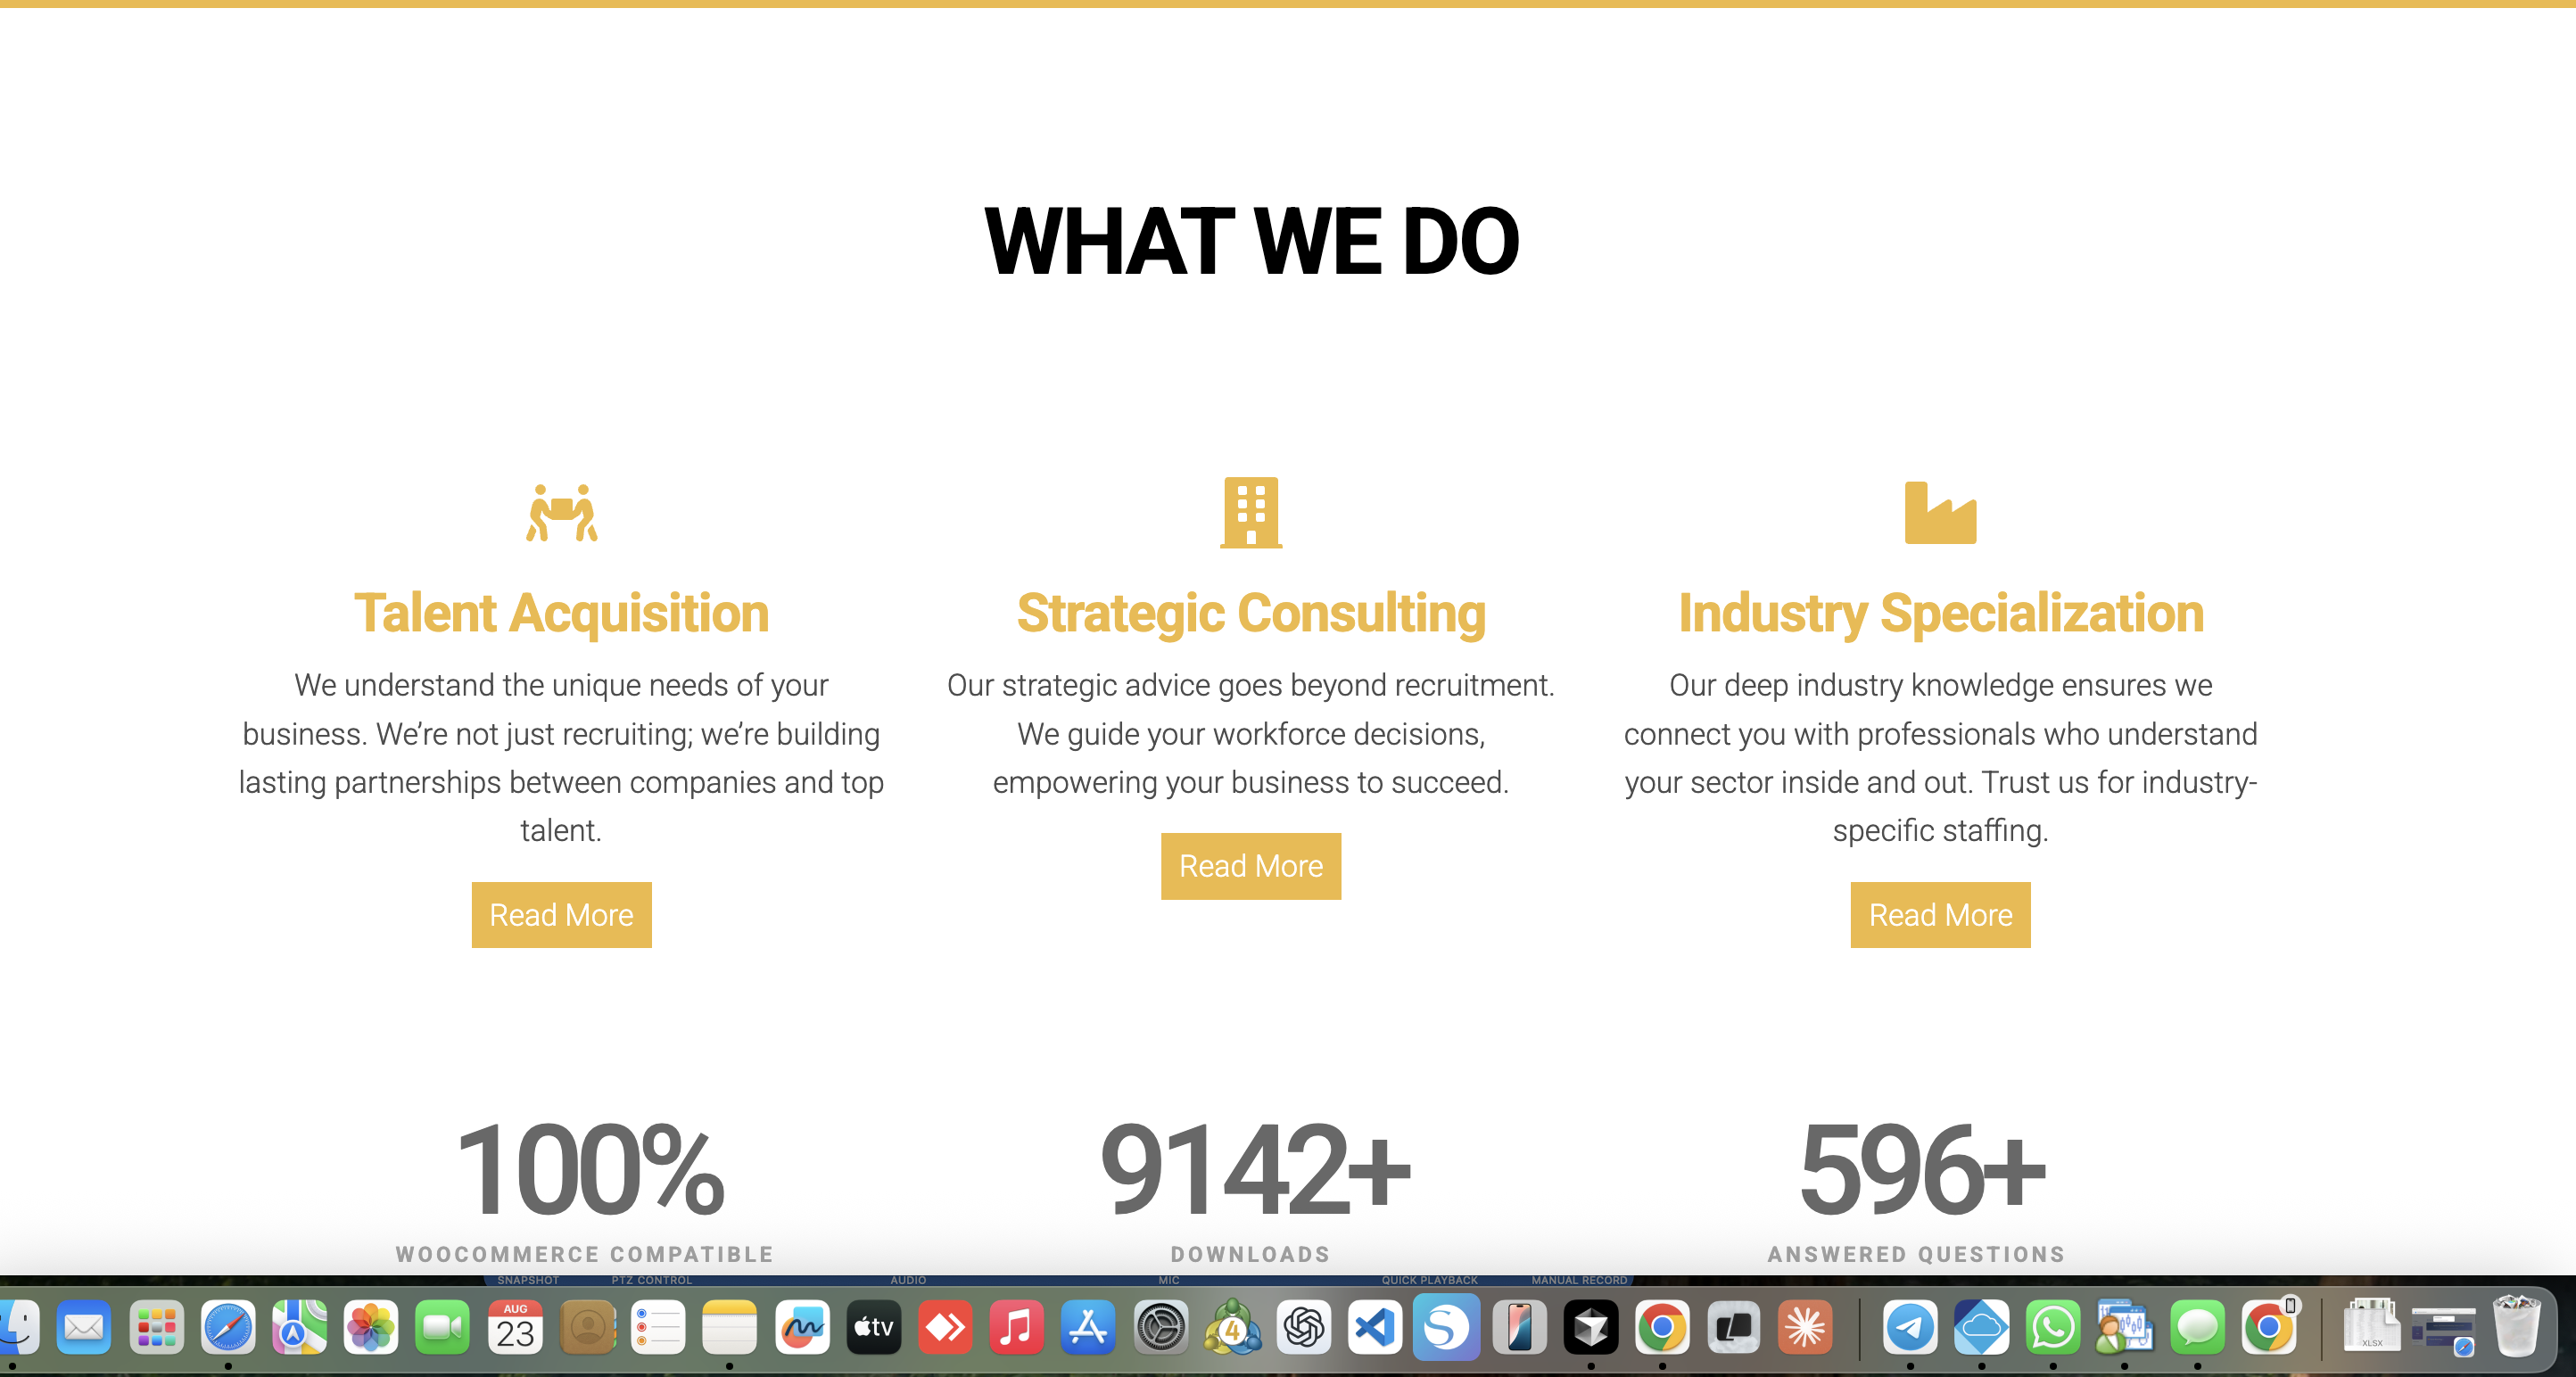 WHAT WE DO
Talent Acquisition
We understand the unique needs of your
business. We’re not just recruiting; we’re building
lasting partnerships between companies and top
talent.
Read More
Strategic Consulting
Our strategic advice goes beyond recruitment.
We guide your workforce decisions,
empowering your business to succeed.
Read More
Industry Specialization
Our deep industry knowledge ensures we
connect you with professionals who understand
your sector inside and out. Trust us for industry-
specific staffing.
Read More
100%
WOOCOMMERCE COMPATIBLE
9142+
DOWNLOADS
596+
ANSWERED QUESTIONS
SNAPSHOT PTZ CONTROL AUDIO MIC QUICK PLAYBACK MANUAL RECORD
AUG
23
tv
4
XLSX